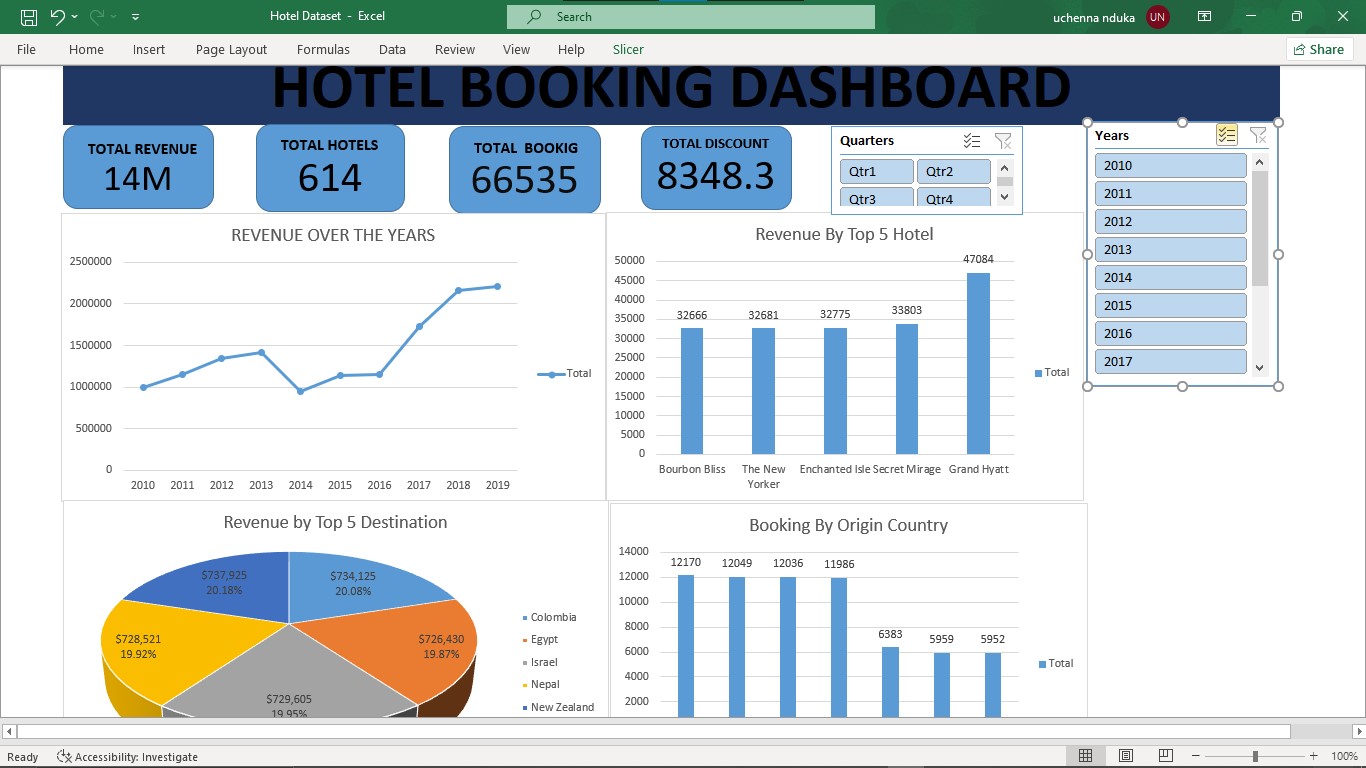 Hotel Dataset - Excel
Search
uchenna nduka
UN
File Home Insert Page Layout Formulas Data Review View Help Slicer
Share
HOTEL BOOKING DASHBOARD
TOTAL REVENUE
14M
TOTAL HOTELS
614
TOTAL BOOKIG
66535
TOTAL DISCOUNT
8348.3
Quarters
Qtr1 Qtr2
Qtr3 Qtr4
Years
2010
2011
2012
2013
2014
2015
2016
2017
REVENUE OVER THE YEARS
2500000
2000000
1500000
1000000
500000
0
2010 2011 2012 2013 2014 2015 2016 2017 2018 2019
Total
Revenue By Top 5 Hotel
50000
45000
40000
35000
30000
25000
20000
15000
10000
5000
0
32666 32681 32775 33803 47084
Bourbon Bliss The New Enchanted Isle Secret Mirage Grand Hyatt
Yorker
Total
Revenue by Top 5 Destination
$737,925
20.18%
$734,125
20.08%
$728,521
19.92%
$726,430
19.87%
$729,605
19.95%
Colombia
Egypt
Israel
Nepal
New Zealand
Booking By Origin Country
14000
12000
10000
8000
6000
4000
2000
12170 12049 12036 11986 6383 5959 5952
Total
Ready
Accessibility: Investigate
100%